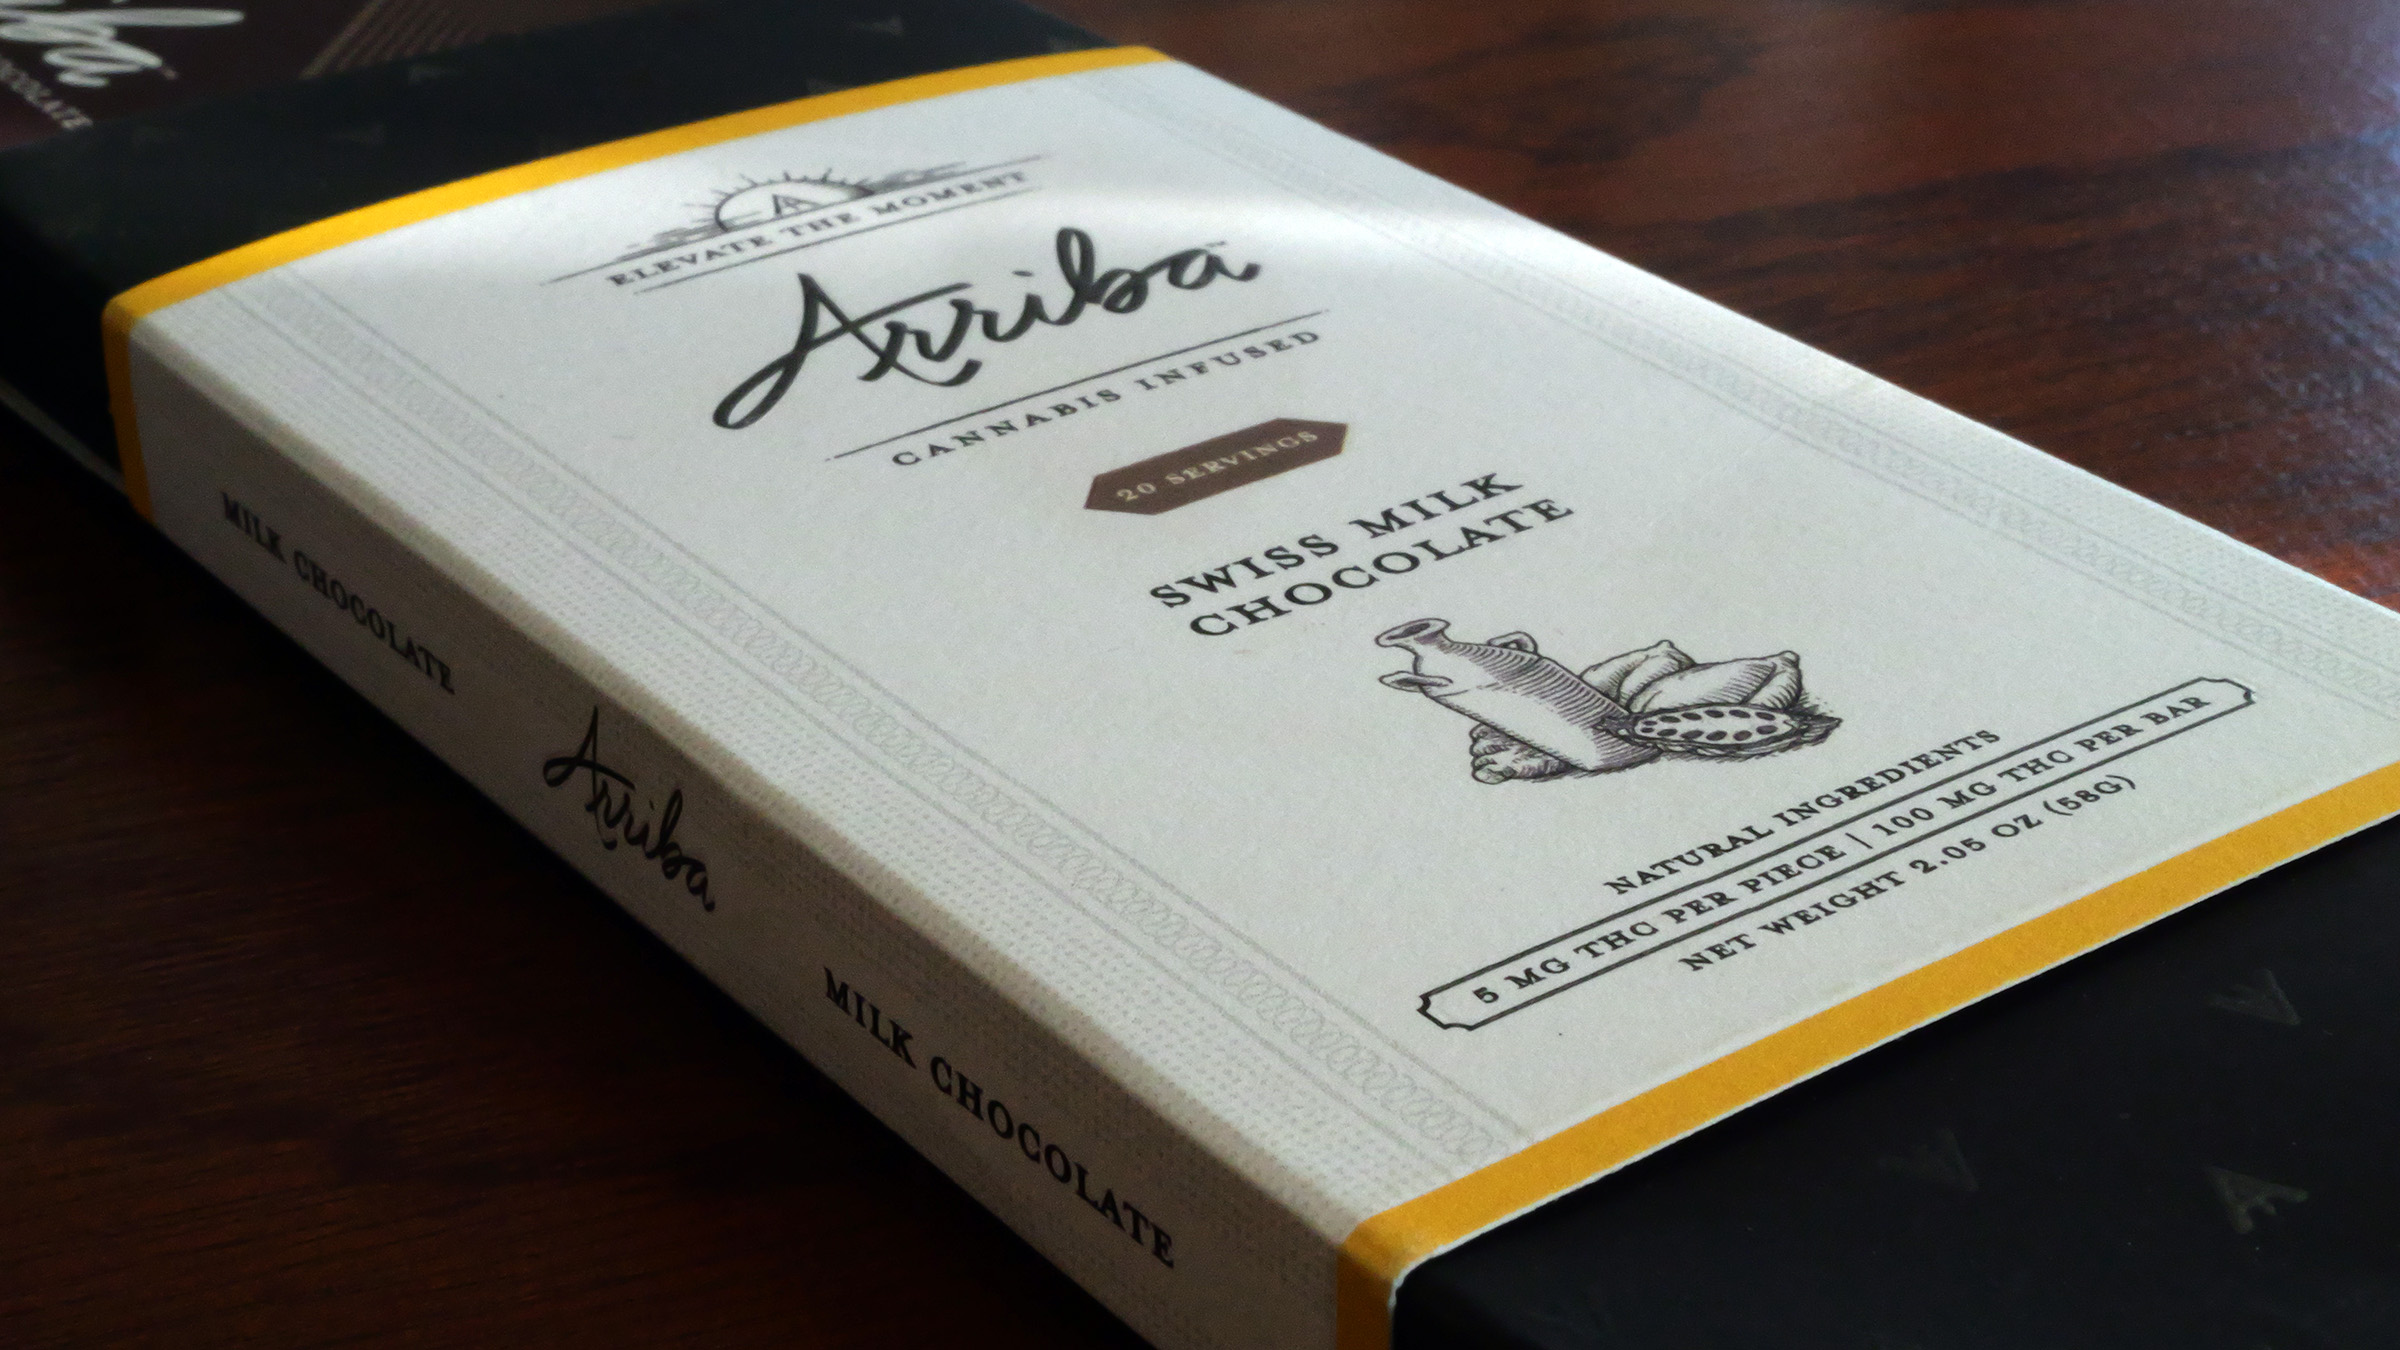 ELEVATE THE MOMENT
Arriba™
CANNABIS INFUSED
20 SERVINGS
SWISS MILK
CHOCOLATE
NATURAL INGREDIENTS
5 MG THC PER PIECE | 100 MG THC PER BAR
NET WEIGHT 2.05 OZ (58G)
MILK CHOCOLATE
Arriba
MILK CHOCOLATE